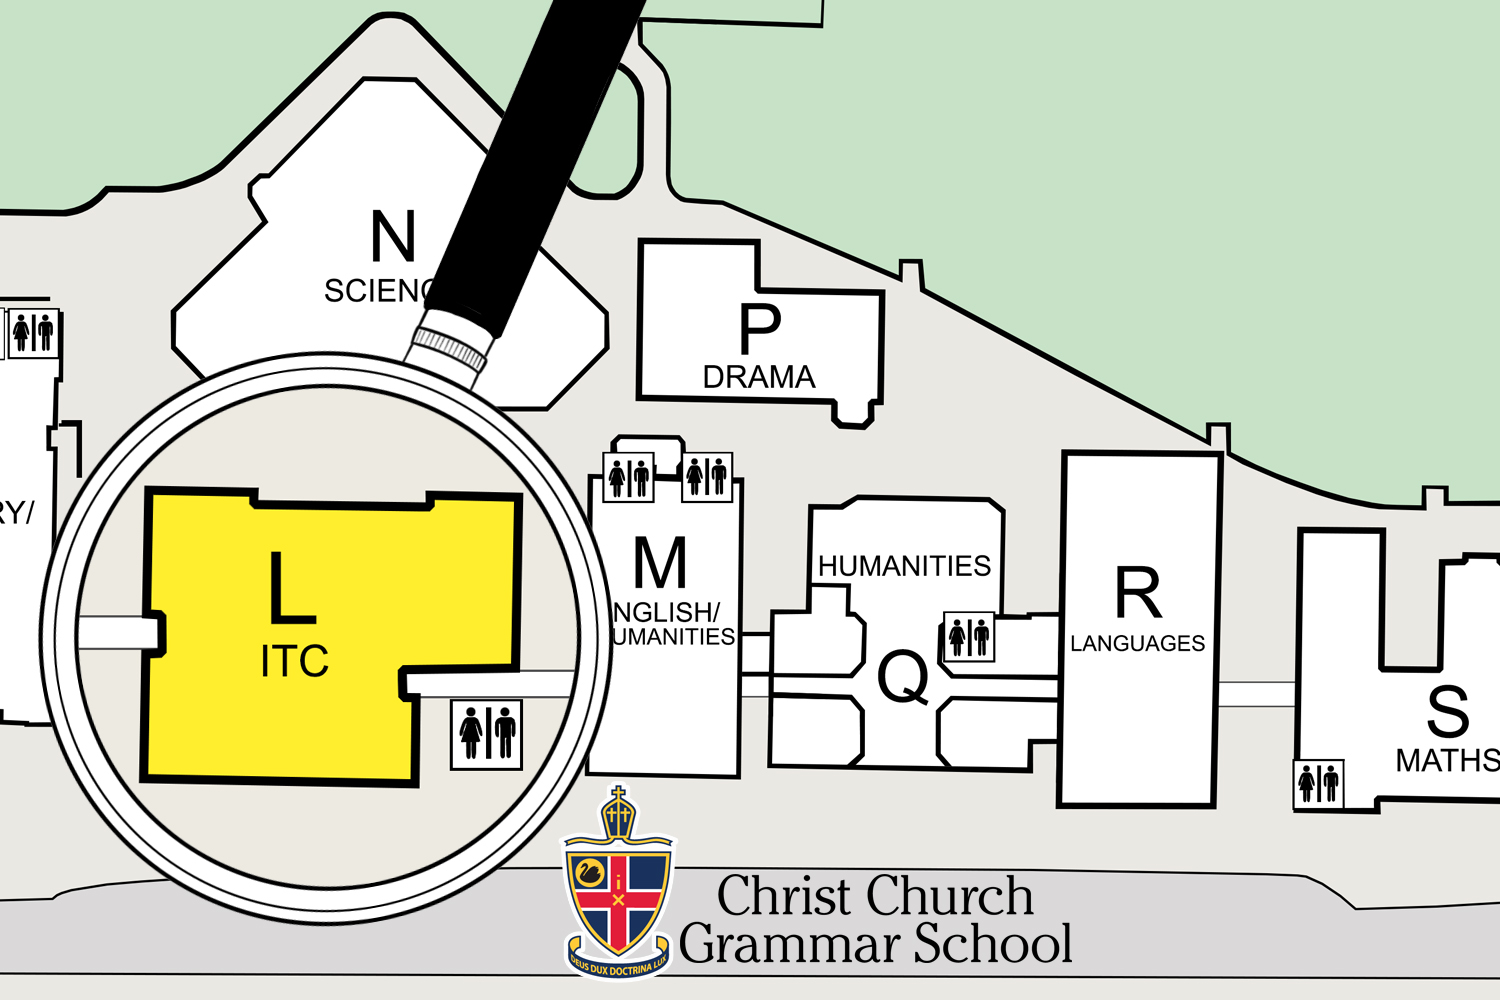 N
SCIENC
P
DRAMA
RY/
L
ITC
M
NGLISH/
UMANITIES
HUMANITIES
Q
R
LANGUAGES
S
MATHS
Christ Church
Grammar School
DEUS DUX DOCTRINA LUX